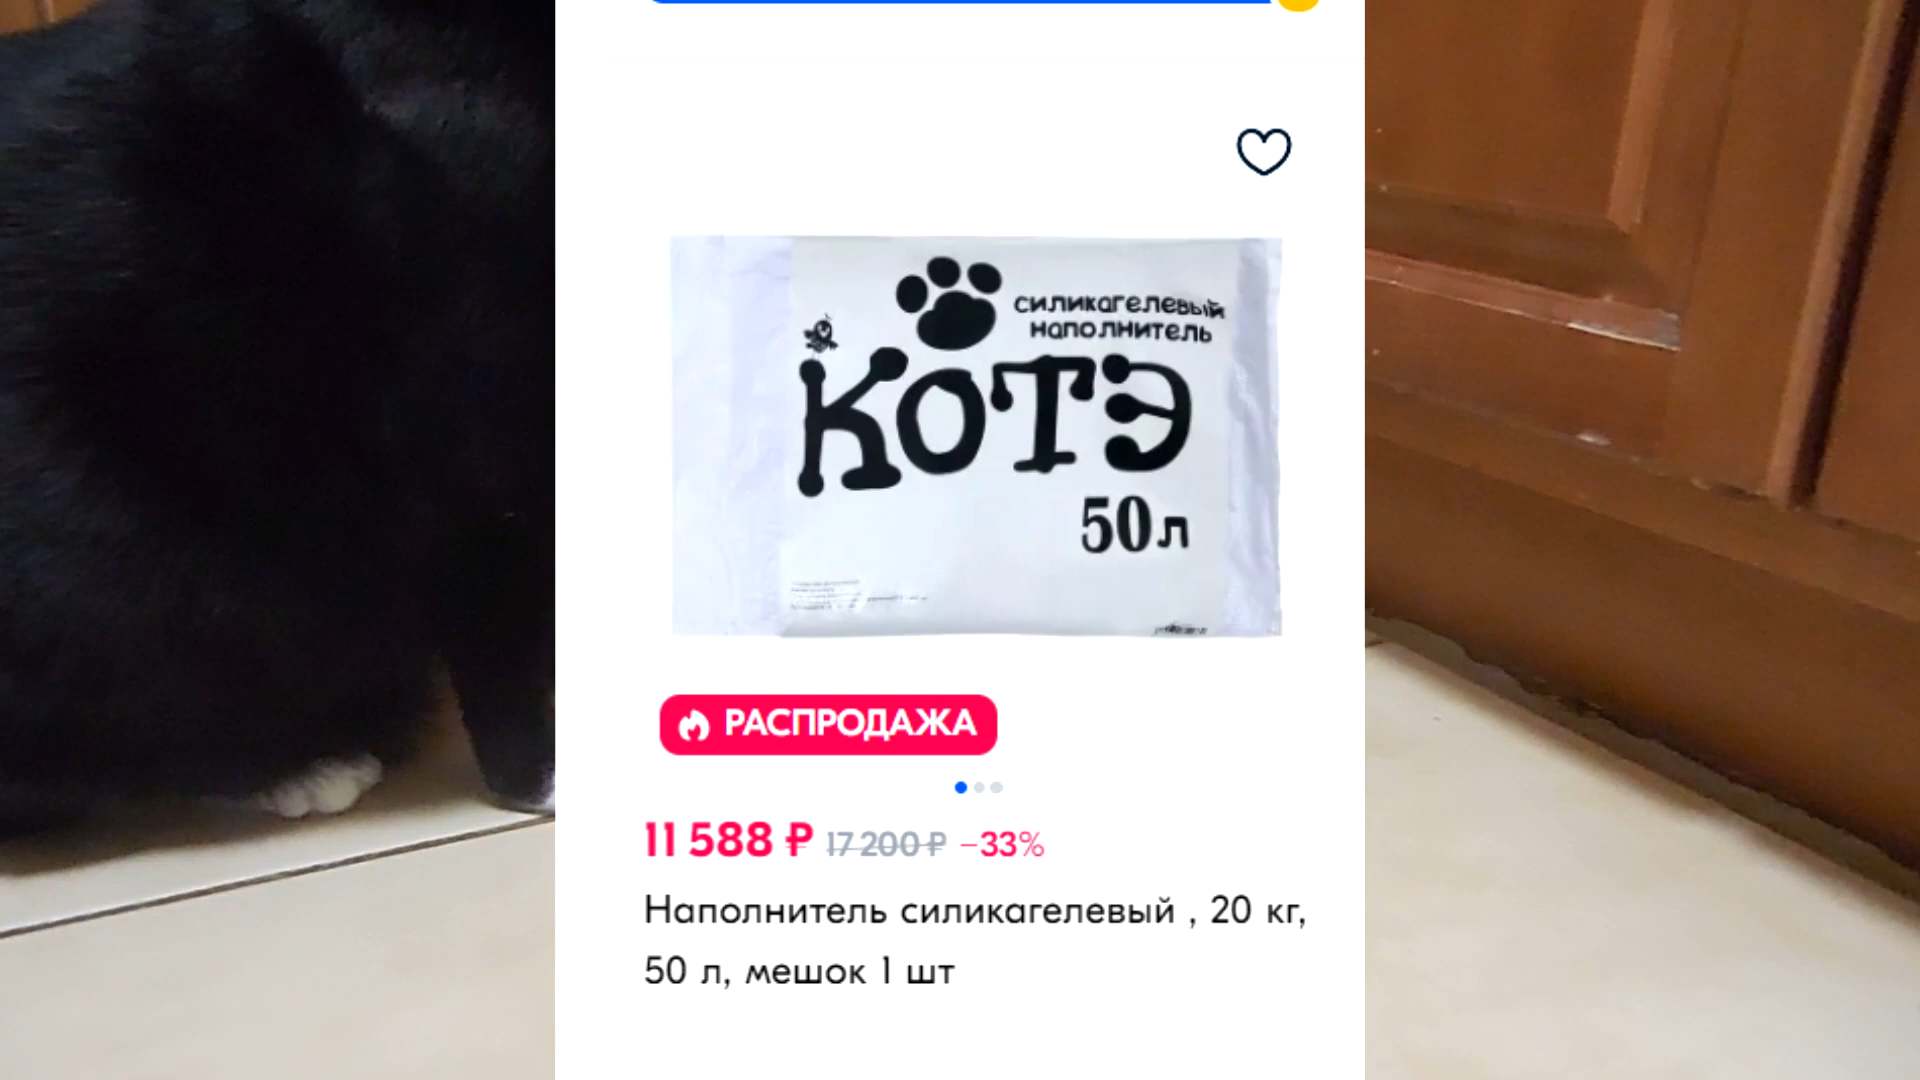 силикагелевый
наполнитель
КОТЭ
50л
РАСПРОДАЖА
11 588 ₽ 17 200 ₽ −33%
Наполнитель силикагелевый , 20 кг,
50 л, мешок 1 шт